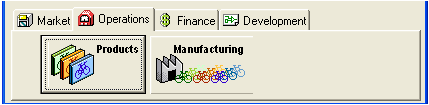 Market Operations Finance Development
Products Manufacturing